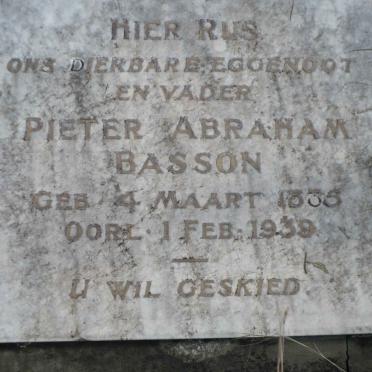 HIER RUS
ONS DIERBARE EGGENOOT
EN VADER
PIETER ABRAHAM
BASSON
GEB. 4 MAART
OORL. 1 FEB. 1939
U WIL GESKIED.